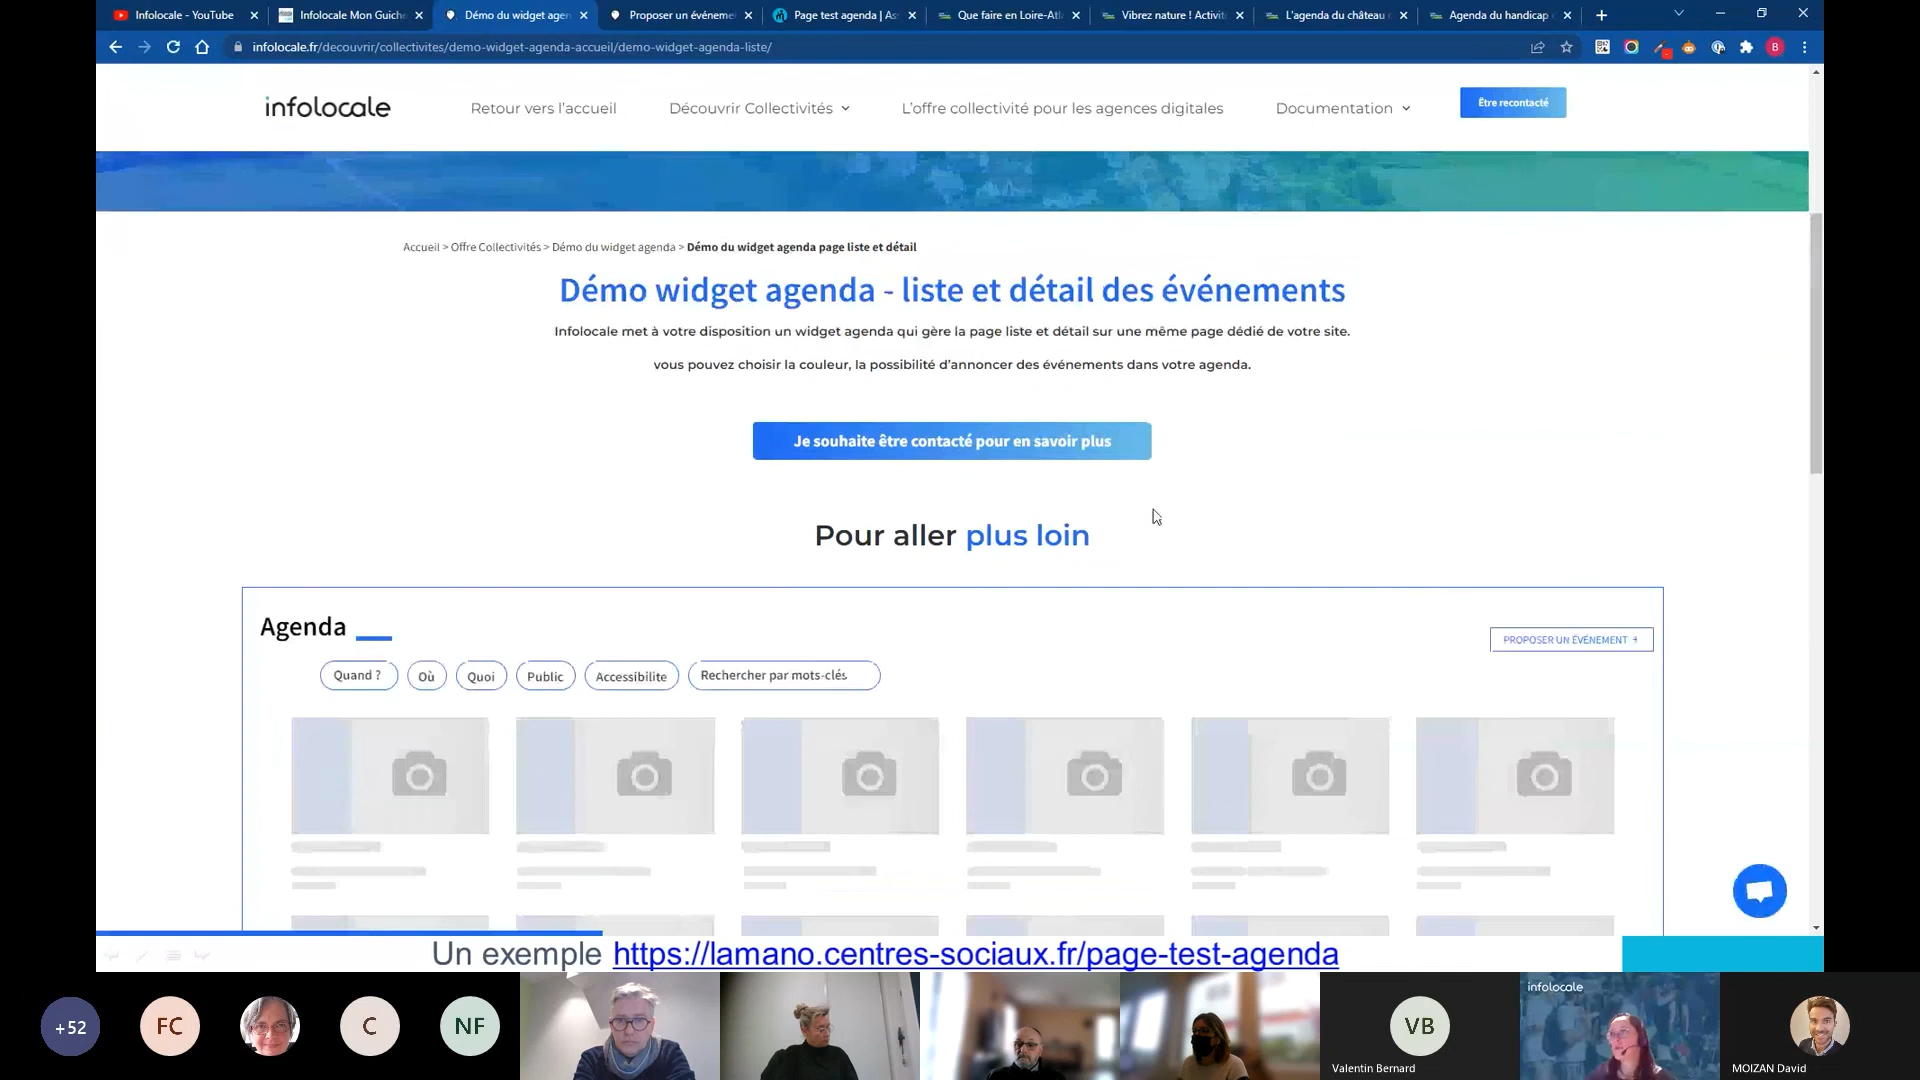 Infolocale - YouTube
Infolocale Mon Guiche
Démo du widget agen
Proposer un événeme
Page test agenda | As
Que faire en Loire-Atl
Vibrez nature ! Activit
L'agenda du château
Agenda du handicap
infolocale.fr/decouvrir/collectivites/demo-widget-agenda-accueil/demo-widget-agenda-liste/
B
infolocale
Retour vers l'accueil
Découvrir Collectivités
L'offre collectivité pour les agences digitales
Documentation
Être recontacté
Accueil > Offre Collectivités > Démo du widget agenda > Démo du widget agenda page liste et détail
Démo widget agenda - liste et détail des événements
Infolocale met à votre disposition un widget agenda qui gère la page liste et détail sur une même page dédié de votre site.
vous pouvez choisir la couleur, la possibilité d'annoncer des événements dans votre agenda.
Je souhaite être contacté pour en savoir plus
Pour aller plus loin
Agenda
PROPOSER UN ÉVÉNEMENT +
Quand ?
Où
Quoi
Public
Accessibilite
Rechercher par mots-clés
Un exemple https://lamano.centres-sociaux.fr/page-test-agenda
+52
FC
C
NF
VB
Valentin Bernard
infolocale
MOIZAN David